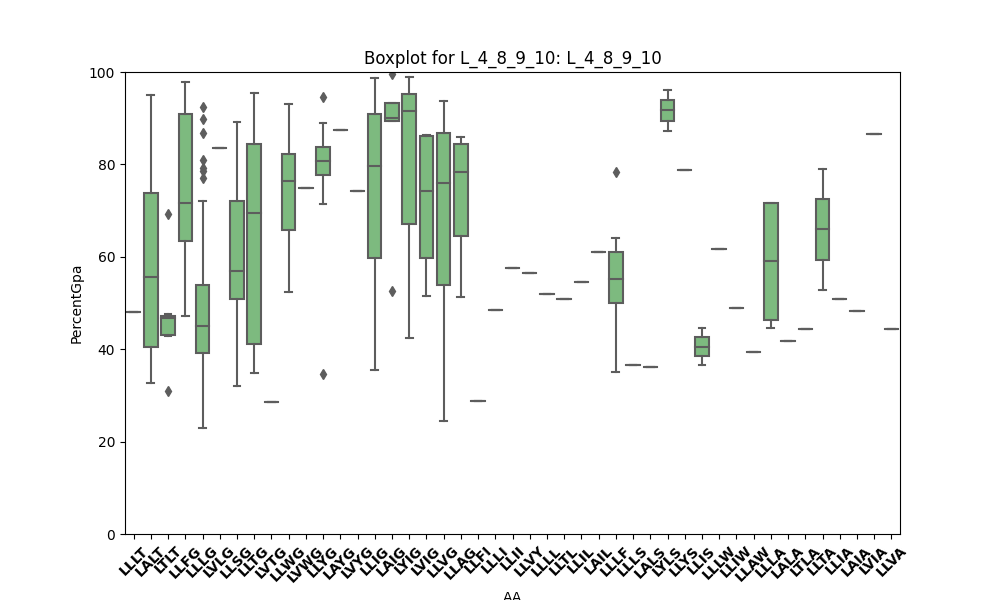 Boxplot for L_4_8_9_10: L_4_8_9_10
PercentGpa
100
80
60
40
20
0
LLLT LALT LTLT LLFG LLLG LVLG LLSG LLTG LVTG LLWG LVWG LLYG LAYG LVYG LLIG LAIG LYIG LVIG LLVG LLAG LLFI LLLI LLII LLVY LLLL LLTL LLIL LAIL LLLF LLLS LALS LYLS LLYS LLIS LLLW LLIW LLAW LLLA LALA LTLA LLTA LLIA LAIA LVIA LLVA
AA